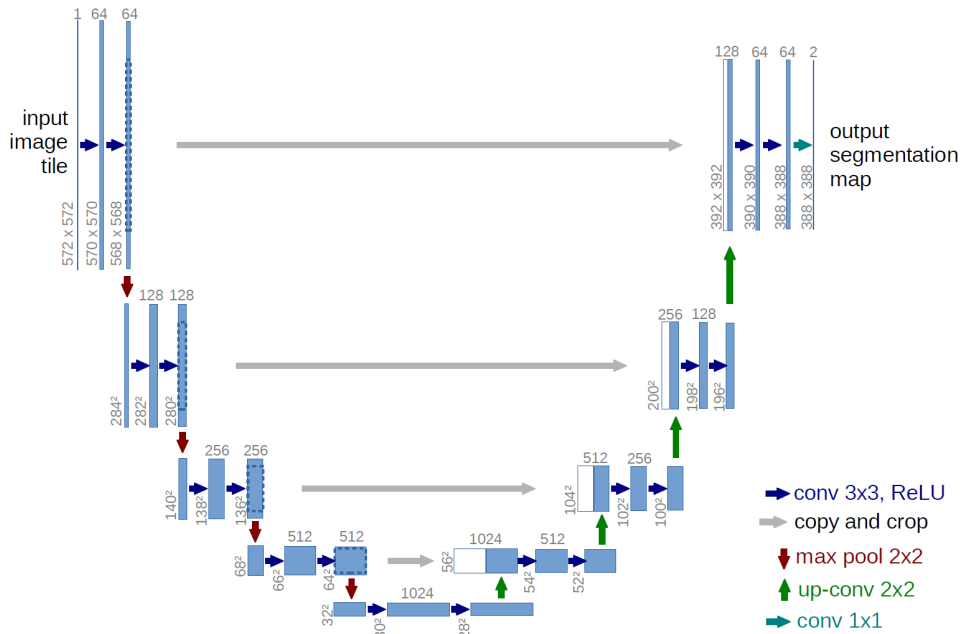 1 64 64
input
image
tile
572 x 572
570 x 570
568 x 568
128 64 64 2
output
segmentation
map
392 x 392
390 x 390
388 x 388
388 x 388
128 128
284²
282²
280²
256 128
200²
198²
196²
256 256
140²
138²
136²
512 256
104²
102²
100²
512 512
68²
66²
64²
1024 512
56²
54²
52²
1024
32²
28²
conv 3x3, ReLU
copy and crop
max pool 2x2
up-conv 2x2
conv 1x1